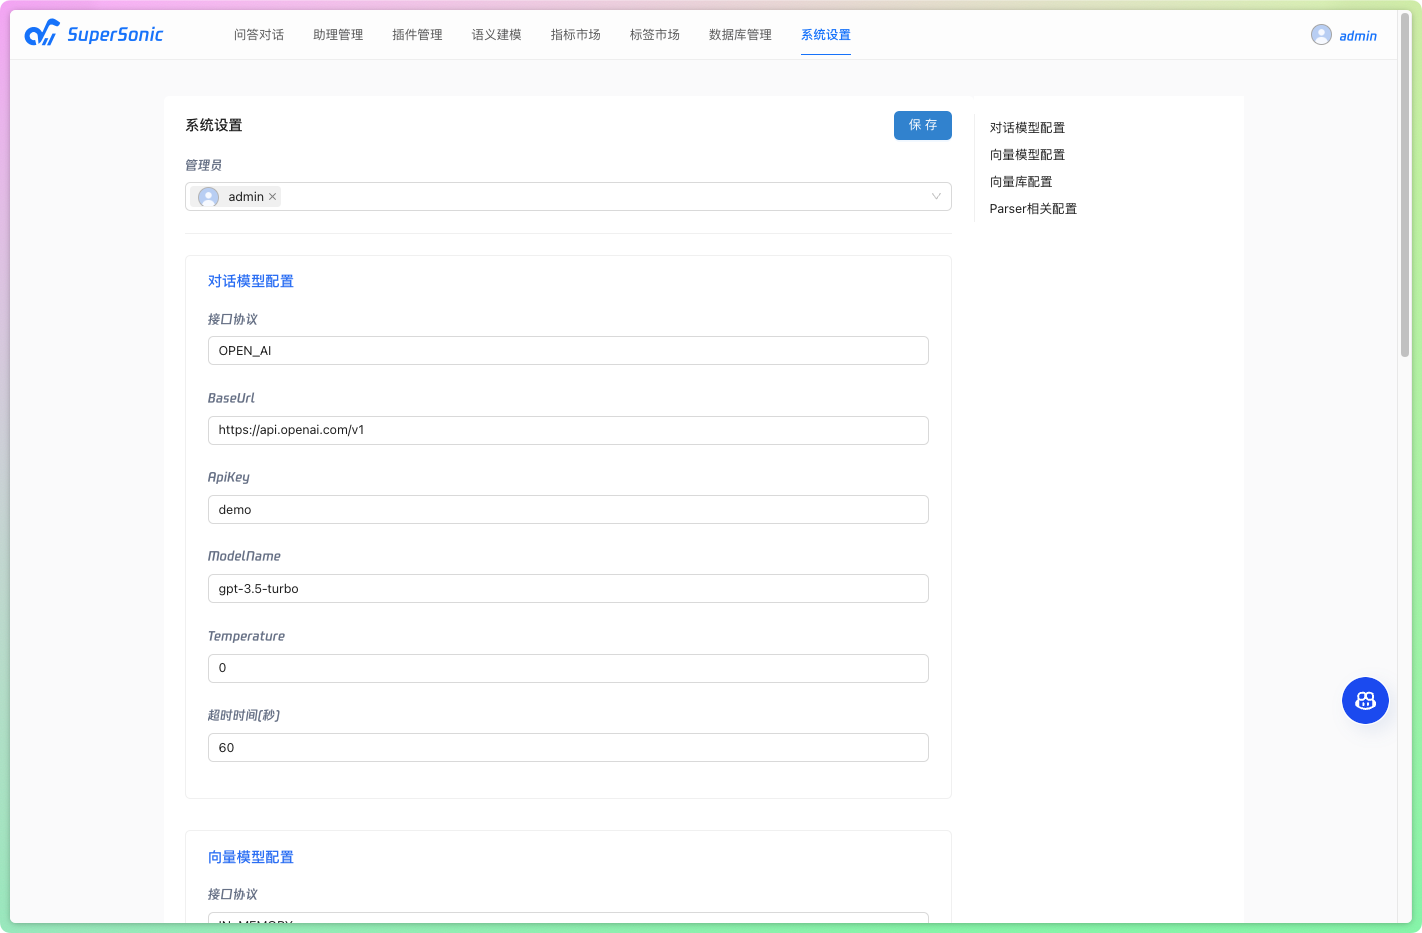 SuperSonic 问答对话 助理管理 插件管理 语义建模 指标市场 标签市场 数据库管理 系统设置 admin
系统设置
保 存
管理员
admin
对话模型配置
接口协议
OPEN_AI
BaseUrl
https://api.openai.com/v1
ApiKey
demo
ModelName
gpt-3.5-turbo
Temperature
0
超时时间(秒)
60
向量模型配置
接口协议
IN_MEMORY
对话模型配置
向量模型配置
向量库配置
Parser相关配置